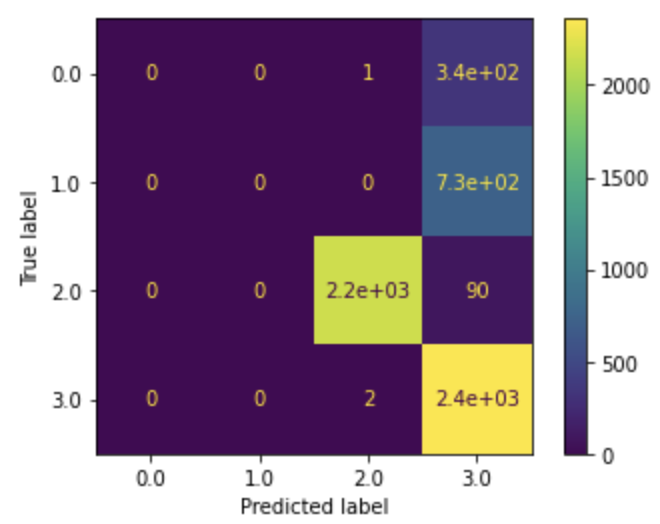 0.0 0 0 1 3.4e+02
1.0 0 0 0 7.3e+02
2.0 0 0 2.2e+03 90
3.0 0 0 2 2.4e+03
0.0 1.0 2.0 3.0
Predicted label
True label
2000
1500
1000
500
0